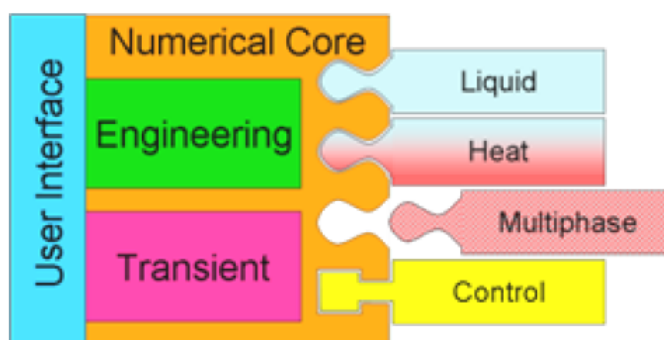 User Interface
Numerical Core
Engineering
Transient
Liquid
Heat
Multiphase
Control